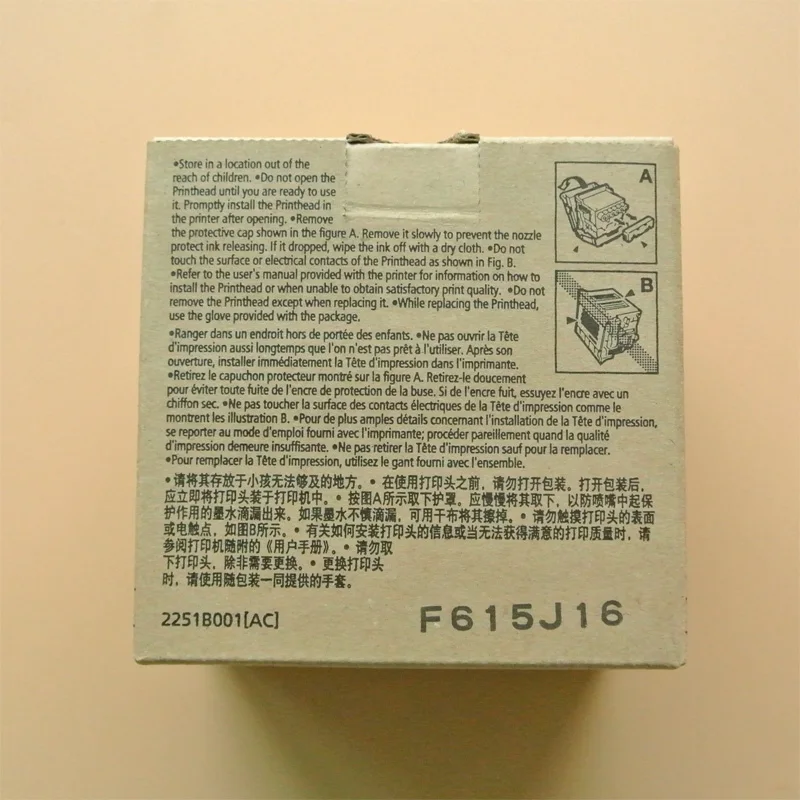 •Store in a location out of the
reach of children. •Do not open the
Printhead until you are ready to use
it. Promptly install the Printhead in
the printer after opening. •Remove
the protective cap shown in the figure A. Remove it slowly to prevent the nozzle
protect ink releasing. If it dropped, wipe the ink off with a dry cloth. •Do not
touch the surface or electrical contacts of the Printhead as shown in Fig. B.
•Refer to the user's manual provided with the printer for information on how to
install the Printhead or when unable to obtain satisfactory print quality. •Do not
remove the Printhead except when replacing it. •While replacing the Printhead,
use the glove provided with the package.
A
B
•Ranger dans un endroit hors de portée des enfants. •Ne pas ouvrir la Tête
d'impression aussi longtemps que l'on n'est pas prêt à l'utiliser. Après son
ouverture, installer immédiatement la Tête d'impression dans l'imprimante.
•Retirez le capuchon protecteur montré sur la figure A. Retirez-le doucement
pour éviter toute fuite de l'encre de protection de la buse. Si de l'encre fuit, essuyez l'encre avec un
chiffon sec. •Ne pas toucher la surface des contacts électriques de la Tête d'impression comme le
montrent les illustration B. •Pour de plus amples détails concernant l'installation de la Tête d'impression,
se reporter au mode d'emploi fourni avec l'imprimante; procéder pareillement quand la qualité
d'impression demeure insuffisante. •Ne pas retirer la Tête d'impression sauf pour la remplacer.
•Pour remplacer la Tête d'impression, utilisez le gant fourni avec l'ensemble.
•请将其存放于小孩无法够及的地方。•在使用打印头之前，请勿打开包装。打开包装后，
应立即将打印头装于打印机中。•按图A所示取下护罩。应慢慢将其取下，以防喷嘴中起保
护作用的墨水滴漏出来。如果墨水不慎滴漏，可用干布将其擦掉。•请勿触摸打印头的表面
或电触点，如图B所示。•有关如何安装打印头的信息或当无法获得满意的打印质量时，请
参阅打印机随附的《用户手册》。•请勿取
下打印头，除非需要更换。•更换打印头
时，请使用随包装一同提供的手套。
2251B001[AC]
F615J16